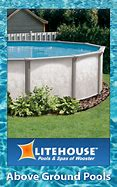 LITEHOUSE
Pools & Spas of Wooster
Above Ground Pools